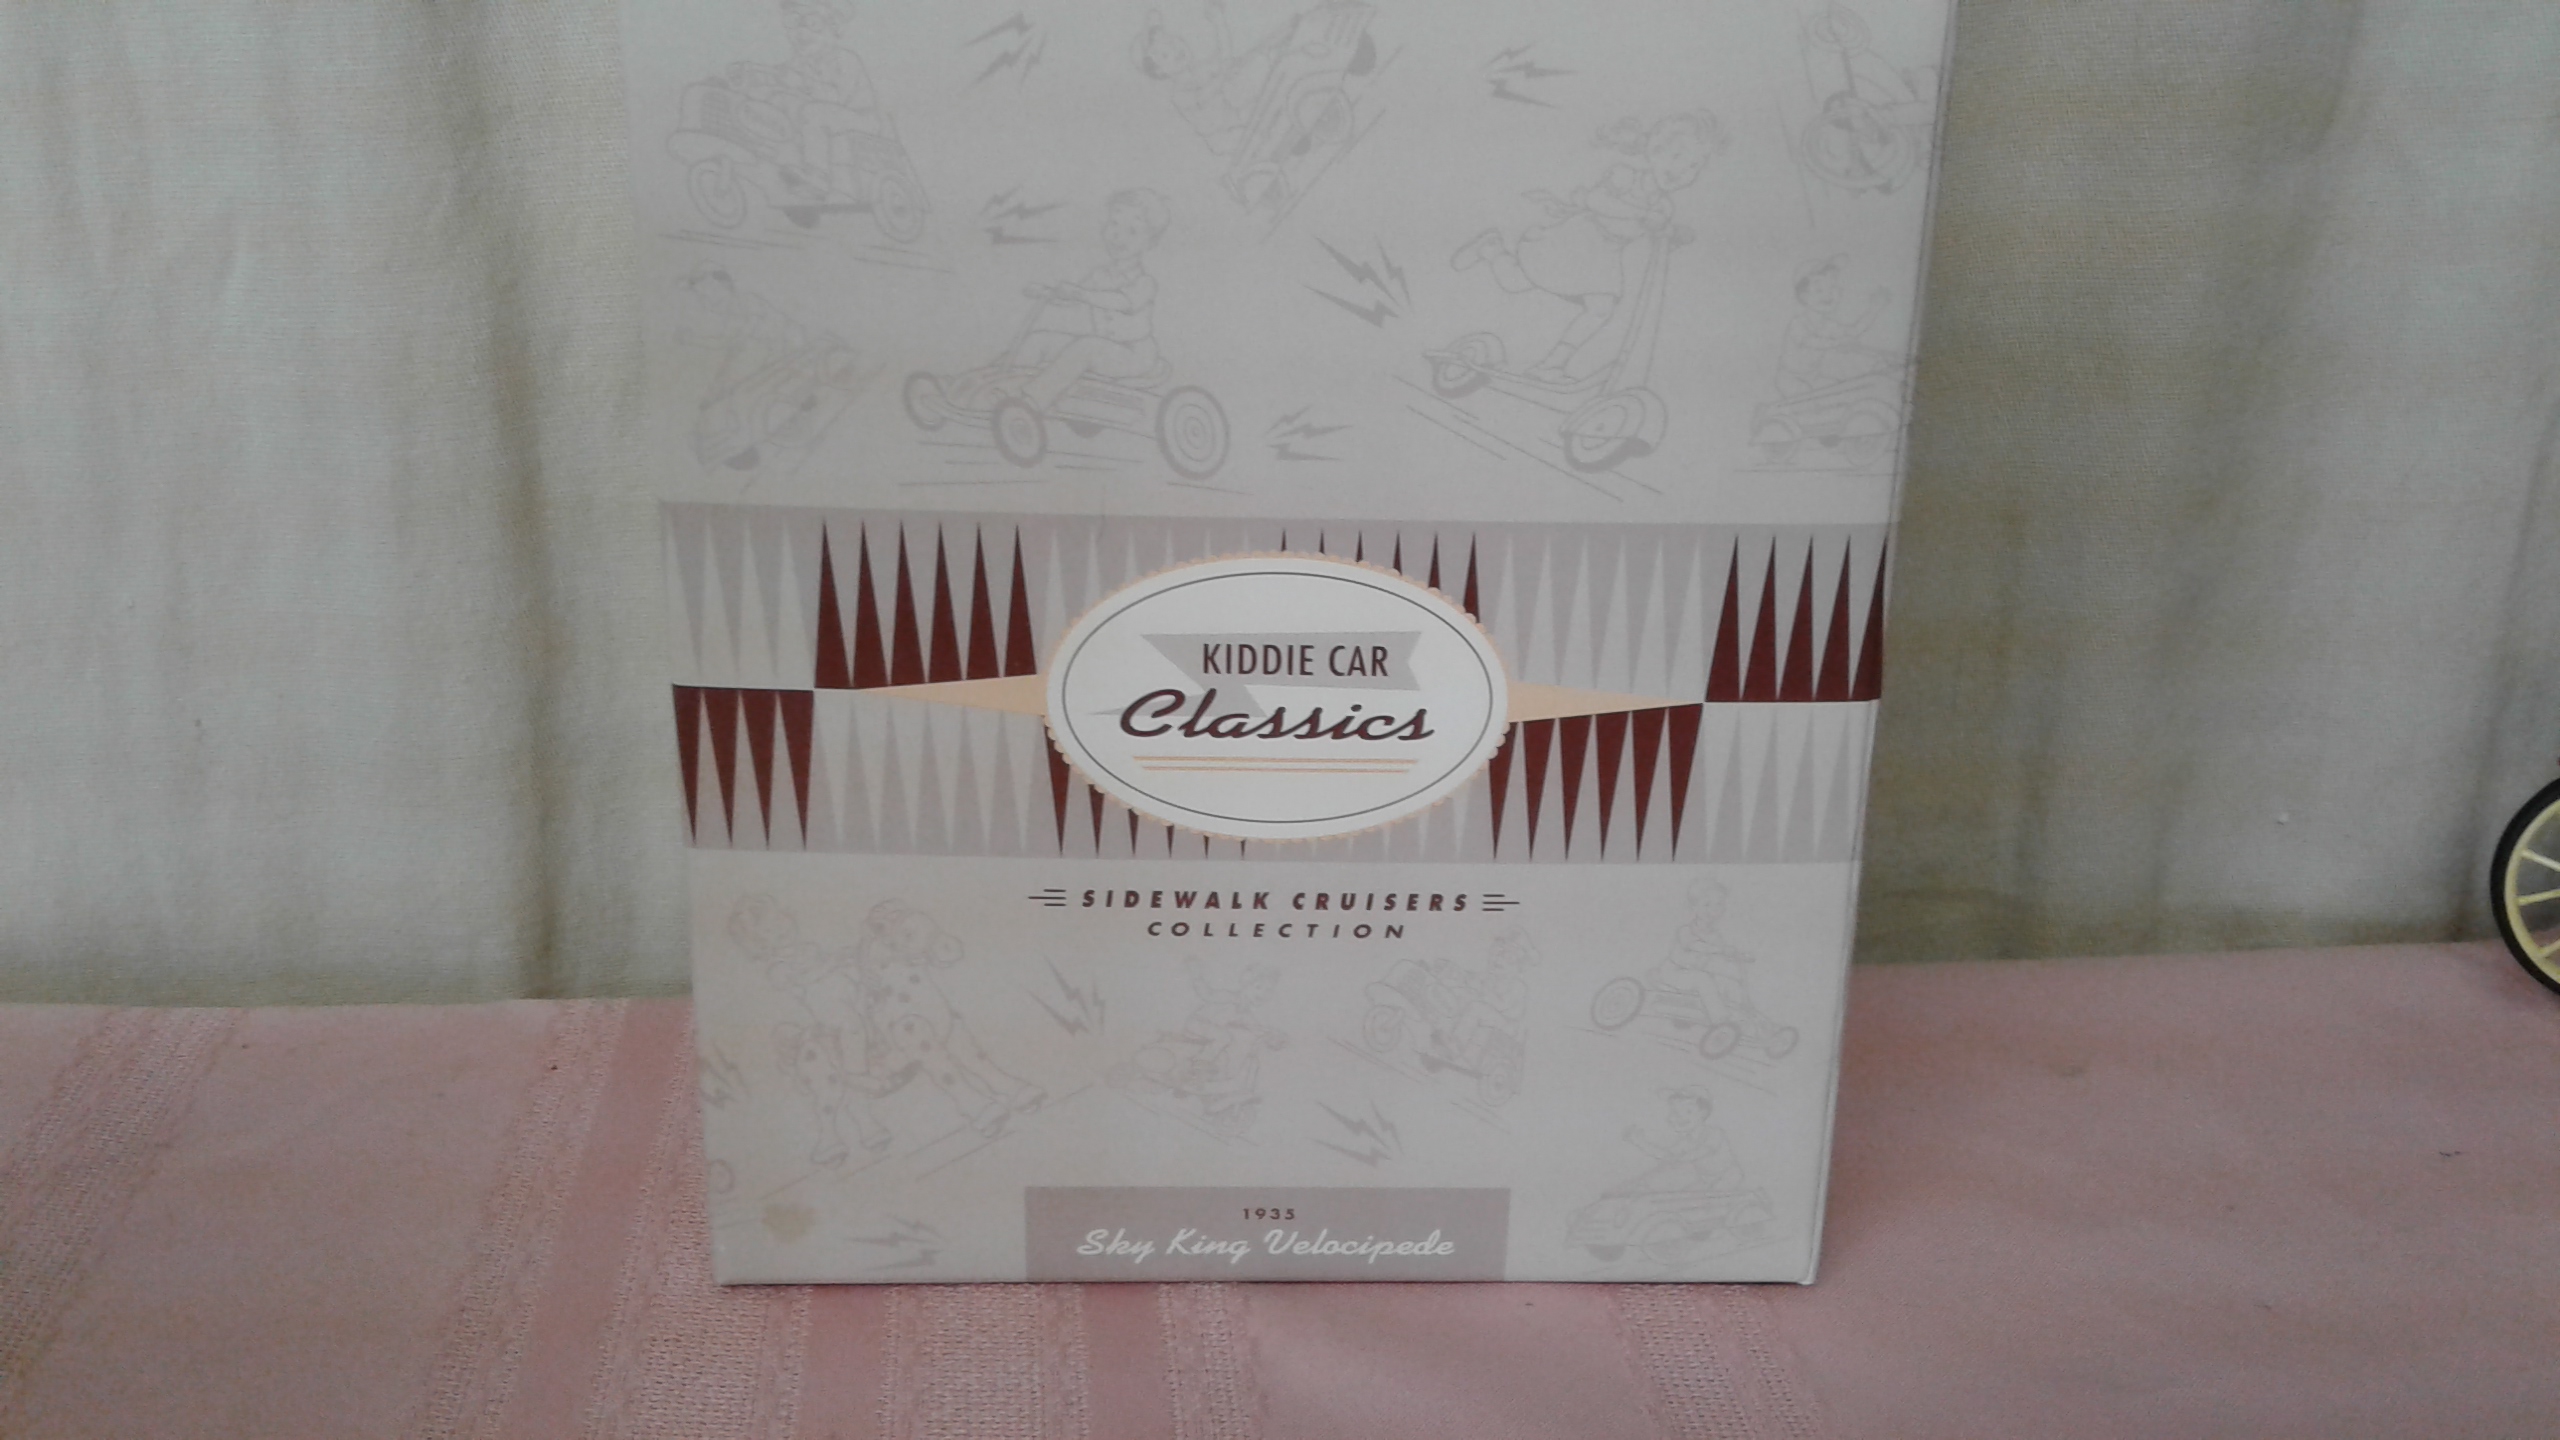 KIDDIE CAR
Classics
SIDEWALK CRUISERS
COLLECTION
1935
Sky King Velocipede